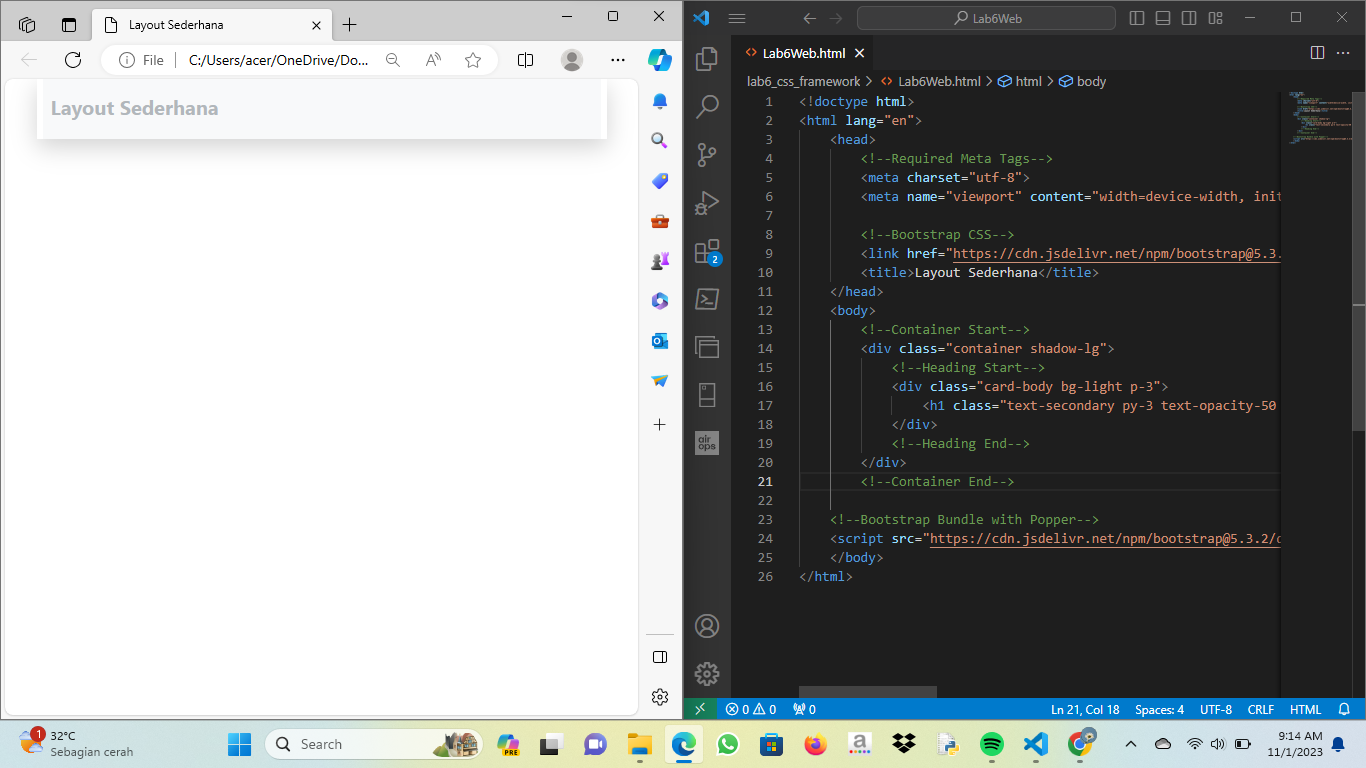 Layout Sederhana
File
C:/Users/acer/OneDrive/Do...
Layout Sederhana
Lab6Web
Lab6Web.html
lab6_css_framework > Lab6Web.html > html > body
1 <!doctype html>
2 <html lang="en">
3 <head>
4 <!--Required Meta Tags-->
5 <meta charset="utf-8">
6 <meta name="viewport" content="width=device-width, init
7
8 <!--Bootstrap CSS-->
9 <link href="https://cdn.jsdelivr.net/npm/bootstrap@5.3.
10 <title>Layout Sederhana</title>
11 </head>
12 <body>
13 <!--Container Start-->
14 <div class="container shadow-lg">
15 <!--Heading Start-->
16 <div class="card-body bg-light p-3">
17 <h1 class="text-secondary py-3 text-opacity-50
18 </div>
19 <!--Heading End-->
20 </div>
21 <!--Container End-->
22
23 <!--Bootstrap Bundle with Popper-->
24 <script src="https://cdn.jsdelivr.net/npm/bootstrap@5.3.2/d
25 </body>
26 </html>
2
air
ops
0 0 0
Ln 21, Col 18 Spaces: 4 UTF-8 CRLF HTML
1
32°C
Sebagian cerah
Search
PRE
9:14 AM
11/1/2023